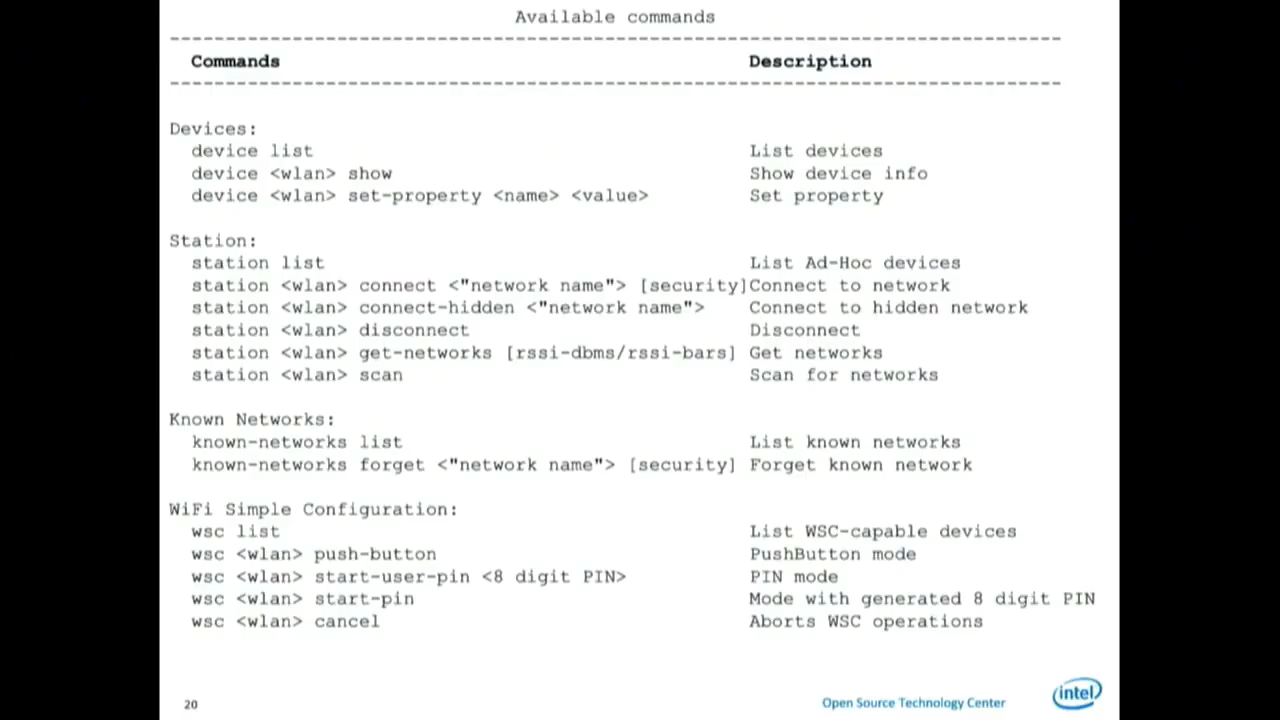 Available commands
--------------------------------------------------------------------------------
Commands Description
--------------------------------------------------------------------------------
Devices:
device list List devices
device <wlan> show Show device info
device <wlan> set-property <name> <value> Set property
Station:
station list List Ad-Hoc devices
station <wlan> connect <"network name"> [security]Connect to network
station <wlan> connect-hidden <"network name"> Connect to hidden network
station <wlan> disconnect Disconnect
station <wlan> get-networks [rssi-dbms/rssi-bars] Get networks
station <wlan> scan Scan for networks
Known Networks:
known-networks list List known networks
known-networks forget <"network name"> [security] Forget known network
WiFi Simple Configuration:
wsc list List WSC-capable devices
wsc <wlan> push-button PushButton mode
wsc <wlan> start-user-pin <8 digit PIN> PIN mode
wsc <wlan> start-pin Mode with generated 8 digit PIN
wsc <wlan> cancel Aborts WSC operations
20 Open Source Technology Center intel